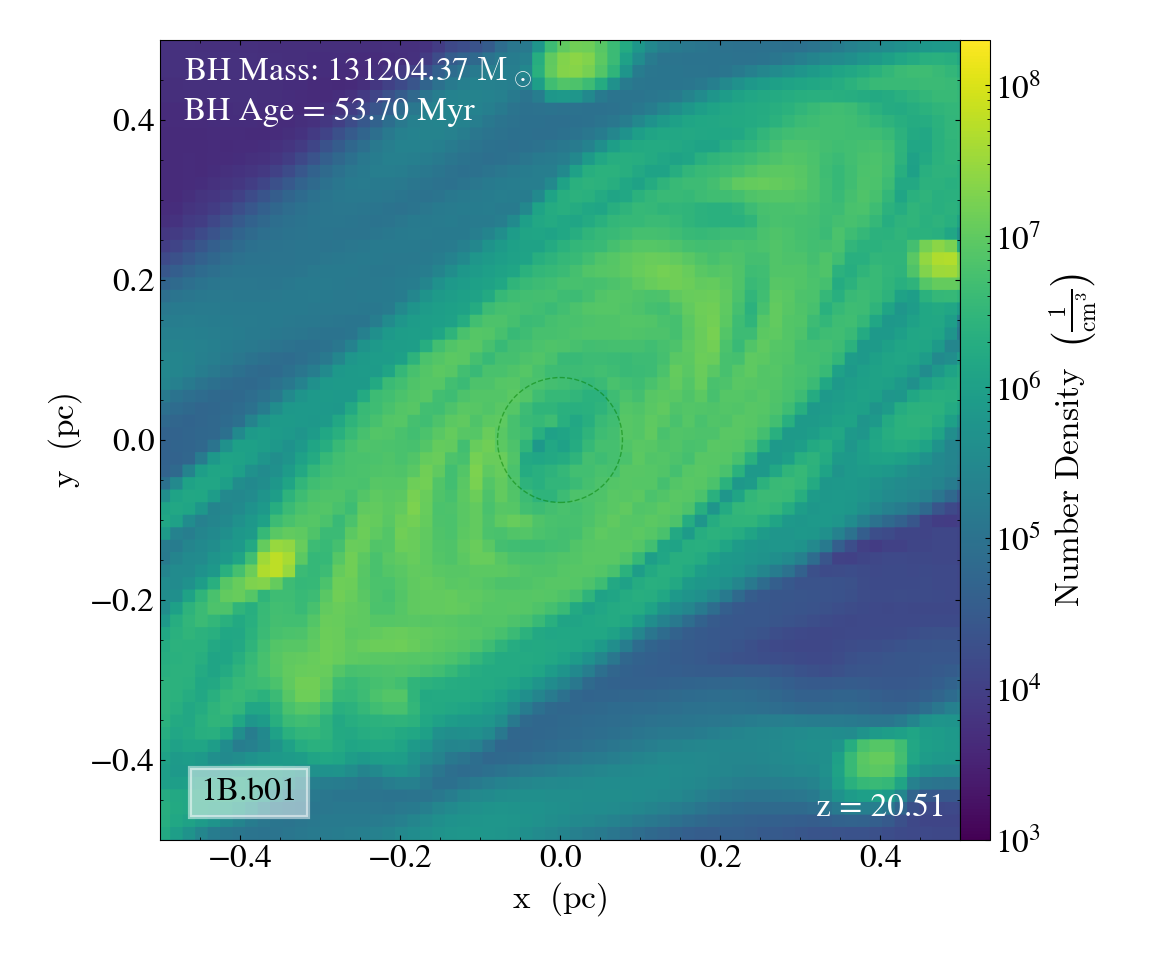 BH Mass: 131204.37 M⊙
BH Age = 53.70 Myr
1B.b01
z = 20.51
0.4
0.2
0.0
−0.2
−0.4
y (pc)
−0.4 −0.2 0.0 0.2 0.4
x (pc)
10⁸
10⁷
10⁶
10⁵
10⁴
10³
Number Density (1/cm³)